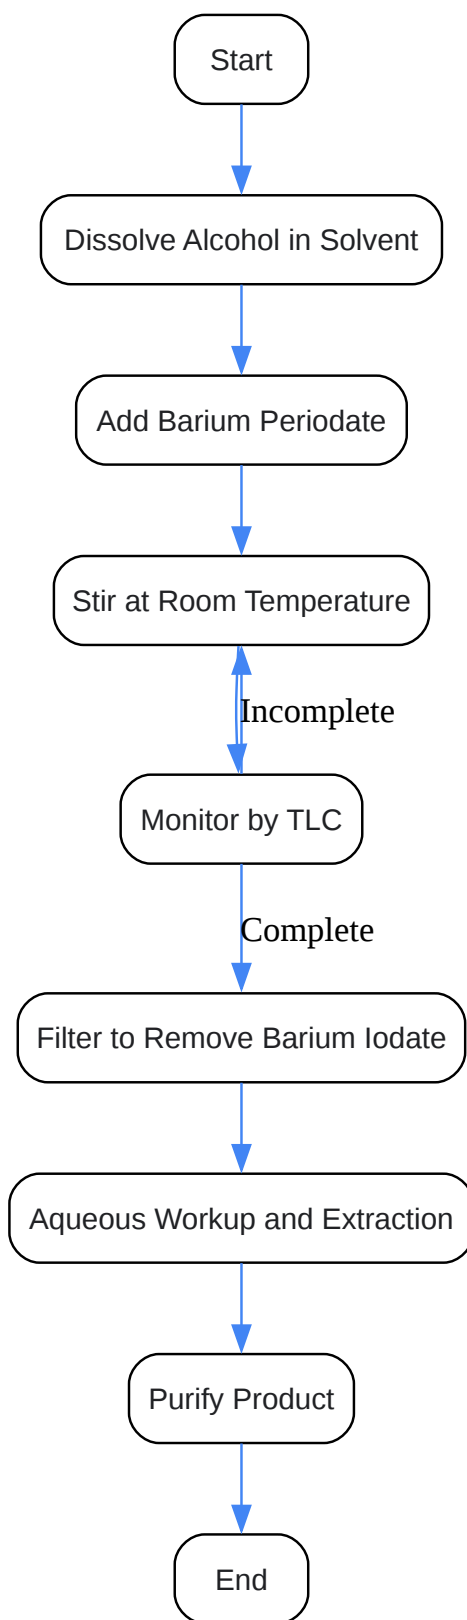 Start
Dissolve Alcohol in Solvent
Add Barium Periodate
Stir at Room Temperature
Incomplete
Monitor by TLC
Complete
Filter to Remove Barium Iodate
Aqueous Workup and Extraction
Purify Product
End